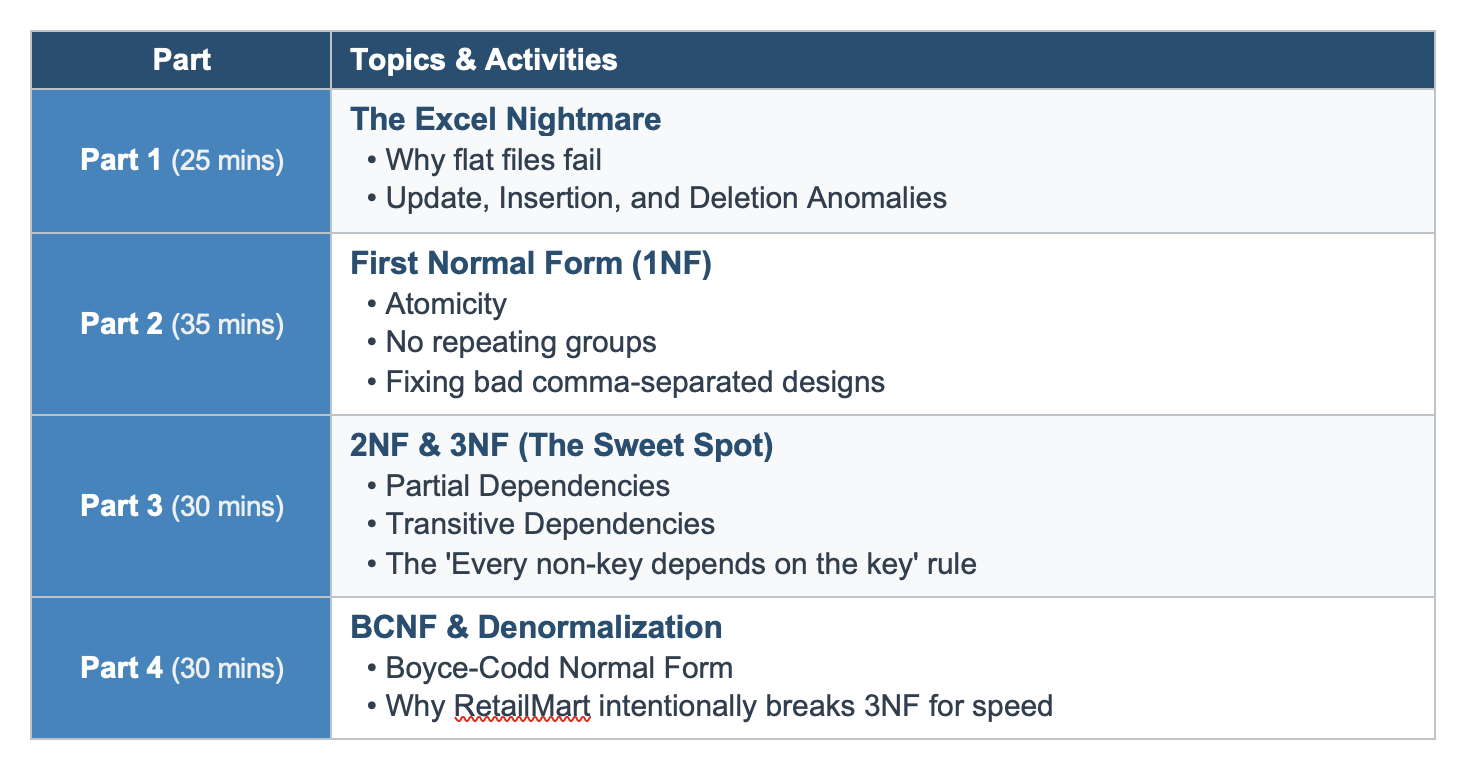 Part
Topics & Activities
Part 1 (25 mins)
The Excel Nightmare
• Why flat files fail
• Update, Insertion, and Deletion Anomalies
Part 2 (35 mins)
First Normal Form (1NF)
• Atomicity
• No repeating groups
• Fixing bad comma-separated designs
Part 3 (30 mins)
2NF & 3NF (The Sweet Spot)
• Partial Dependencies
• Transitive Dependencies
• The 'Every non-key depends on the key' rule
Part 4 (30 mins)
BCNF & Denormalization
• Boyce-Codd Normal Form
• Why RetailMart intentionally breaks 3NF for speed